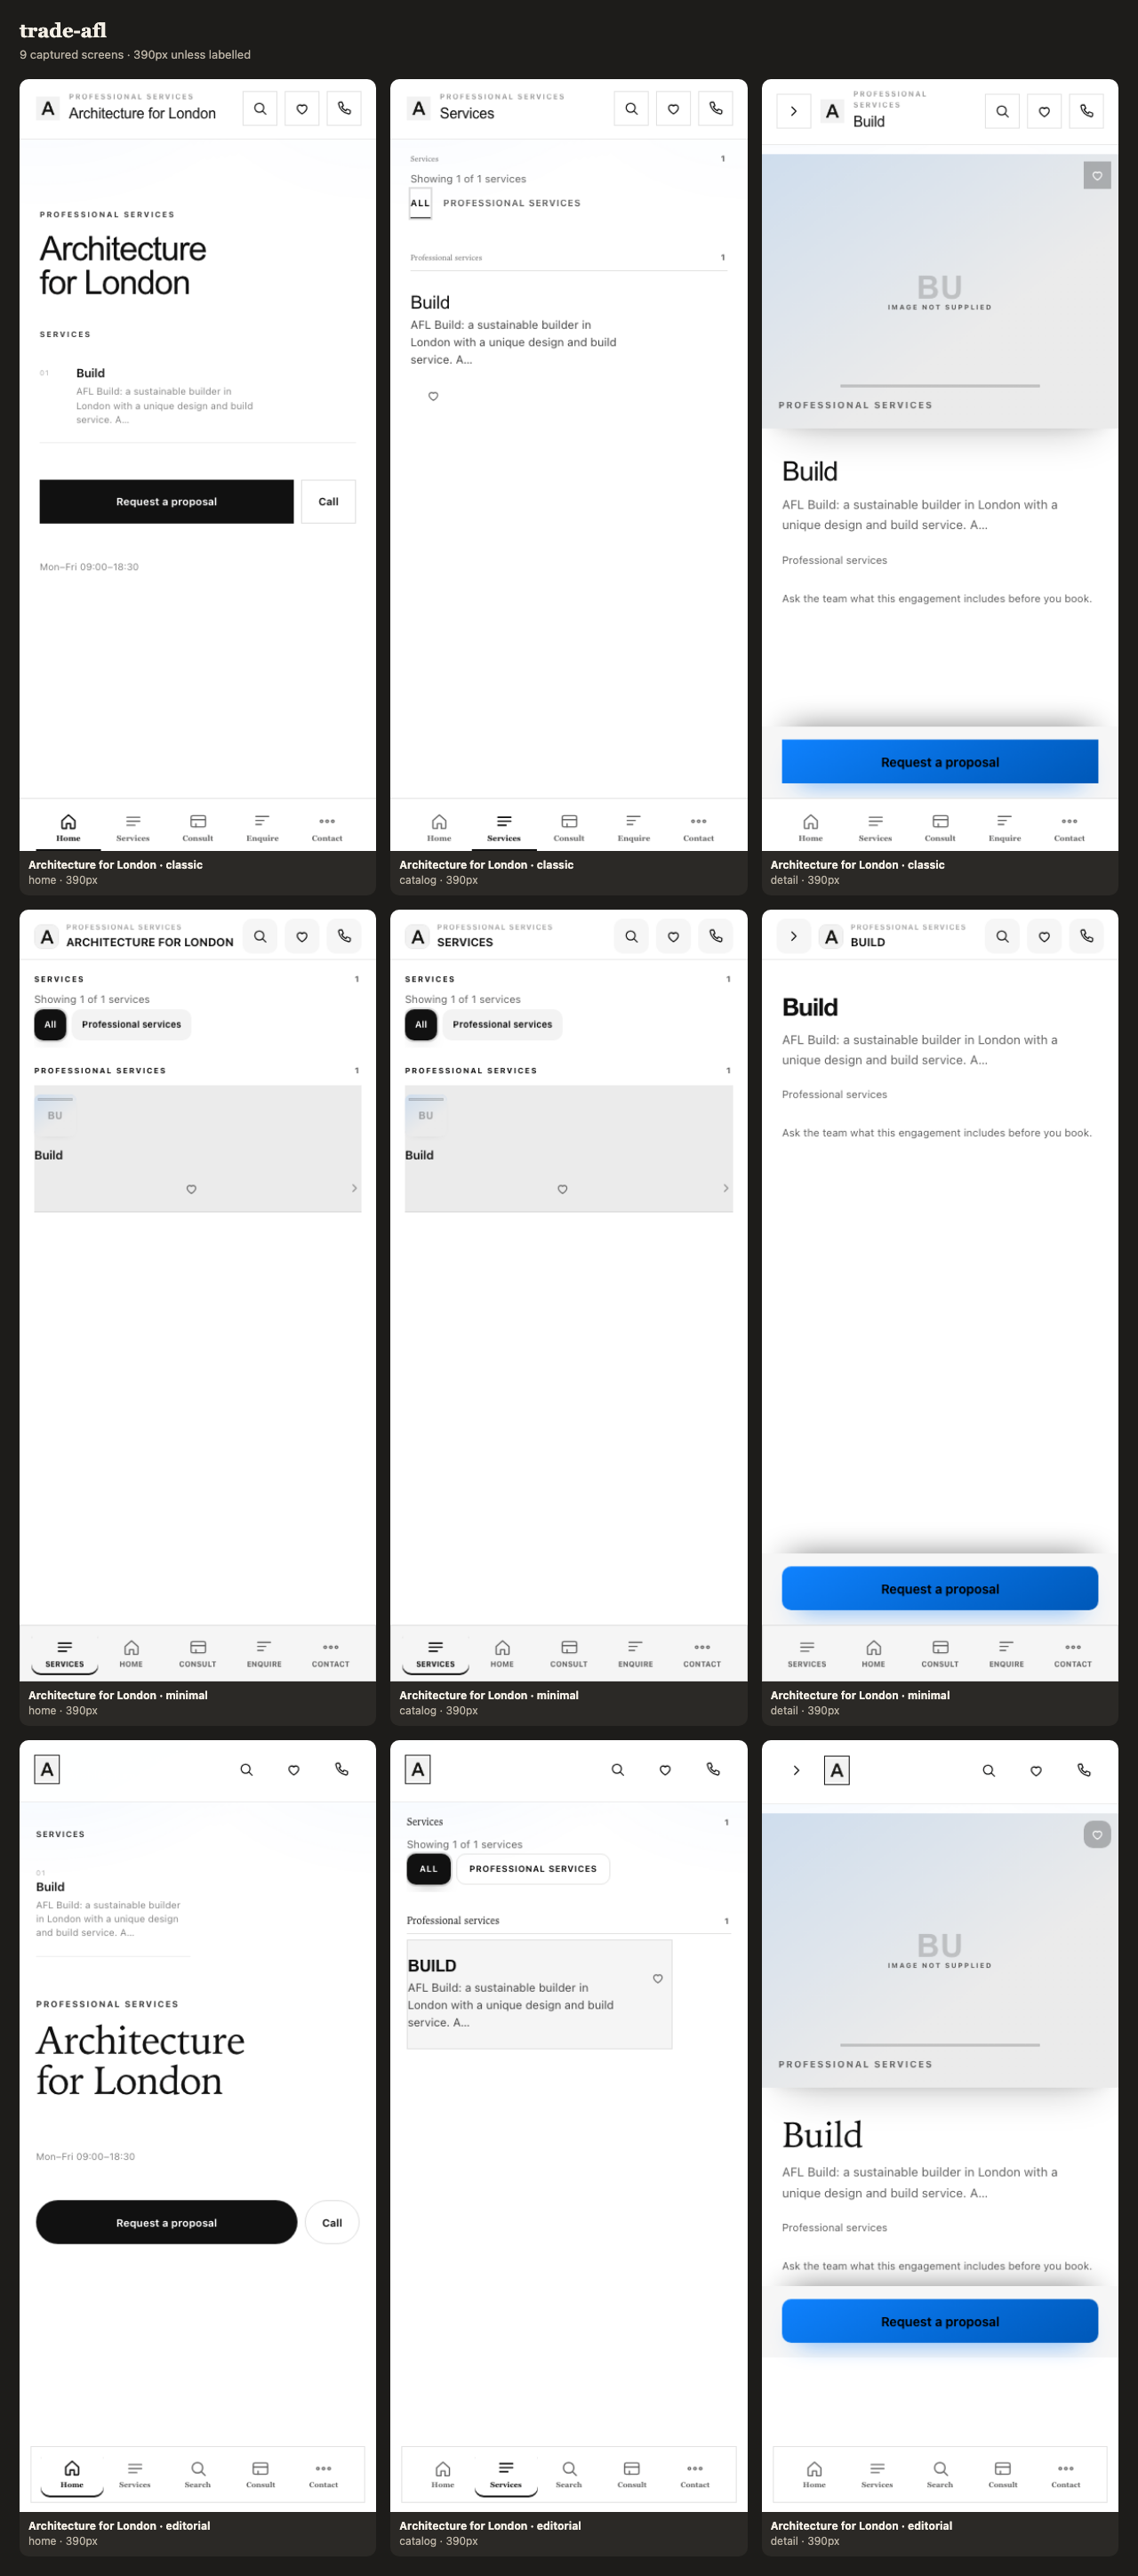 trade-afl
9 captured screens · 390px unless labelled
A
PROFESSIONAL SERVICES
Architecture for London
PROFESSIONAL SERVICES
Architecture
for London
SERVICES
01
Build
AFL Build: a sustainable builder in
London with a unique design and build
service. A...
Request a proposal
Call
Mon–Fri 09:00–18:30
Home
Services
Consult
Enquire
Contact
Architecture for London · classic
home · 390px
A
PROFESSIONAL SERVICES
Services
Services
1
Showing 1 of 1 services
ALL
PROFESSIONAL SERVICES
Professional services
1
Build
AFL Build: a sustainable builder in
London with a unique design and build
service. A...
Home
Services
Consult
Enquire
Contact
Architecture for London · classic
catalog · 390px
A
PROFESSIONAL
SERVICES
Build
BU
IMAGE NOT SUPPLIED
PROFESSIONAL SERVICES
Build
AFL Build: a sustainable builder in London with a
unique design and build service. A...
Professional services
Ask the team what this engagement includes before you book.
Request a proposal
Home
Services
Consult
Enquire
Contact
Architecture for London · classic
detail · 390px
A
PROFESSIONAL SERVICES
ARCHITECTURE FOR LONDON
SERVICES
1
Showing 1 of 1 services
All
Professional services
PROFESSIONAL SERVICES
1
BU
Build
SERVICES
HOME
CONSULT
ENQUIRE
CONTACT
Architecture for London · minimal
home · 390px
A
PROFESSIONAL SERVICES
SERVICES
SERVICES
1
Showing 1 of 1 services
All
Professional services
PROFESSIONAL SERVICES
1
BU
Build
SERVICES
HOME
CONSULT
ENQUIRE
CONTACT
Architecture for London · minimal
catalog · 390px
A
PROFESSIONAL SERVICES
BUILD
Build
AFL Build: a sustainable builder in London with a
unique design and build service. A...
Professional services
Ask the team what this engagement includes before you book.
Request a proposal
SERVICES
HOME
CONSULT
ENQUIRE
CONTACT
Architecture for London · minimal
detail · 390px
A
SERVICES
01
Build
AFL Build: a sustainable builder
in London with a unique design
and build service. A...
PROFESSIONAL SERVICES
Architecture
for London
Mon–Fri 09:00–18:30
Request a proposal
Call
Home
Services
Search
Consult
Contact
Architecture for London · editorial
home · 390px
A
Services
1
Showing 1 of 1 services
ALL
PROFESSIONAL SERVICES
Professional services
1
BUILD
AFL Build: a sustainable builder in
London with a unique design and build
service. A...
Home
Services
Search
Consult
Contact
Architecture for London · editorial
catalog · 390px
A
BU
IMAGE NOT SUPPLIED
PROFESSIONAL SERVICES
Build
AFL Build: a sustainable builder in London with a
unique design and build service. A...
Professional services
Ask the team what this engagement includes before you book.
Request a proposal
Home
Services
Search
Consult
Contact
Architecture for London · editorial
detail · 390px